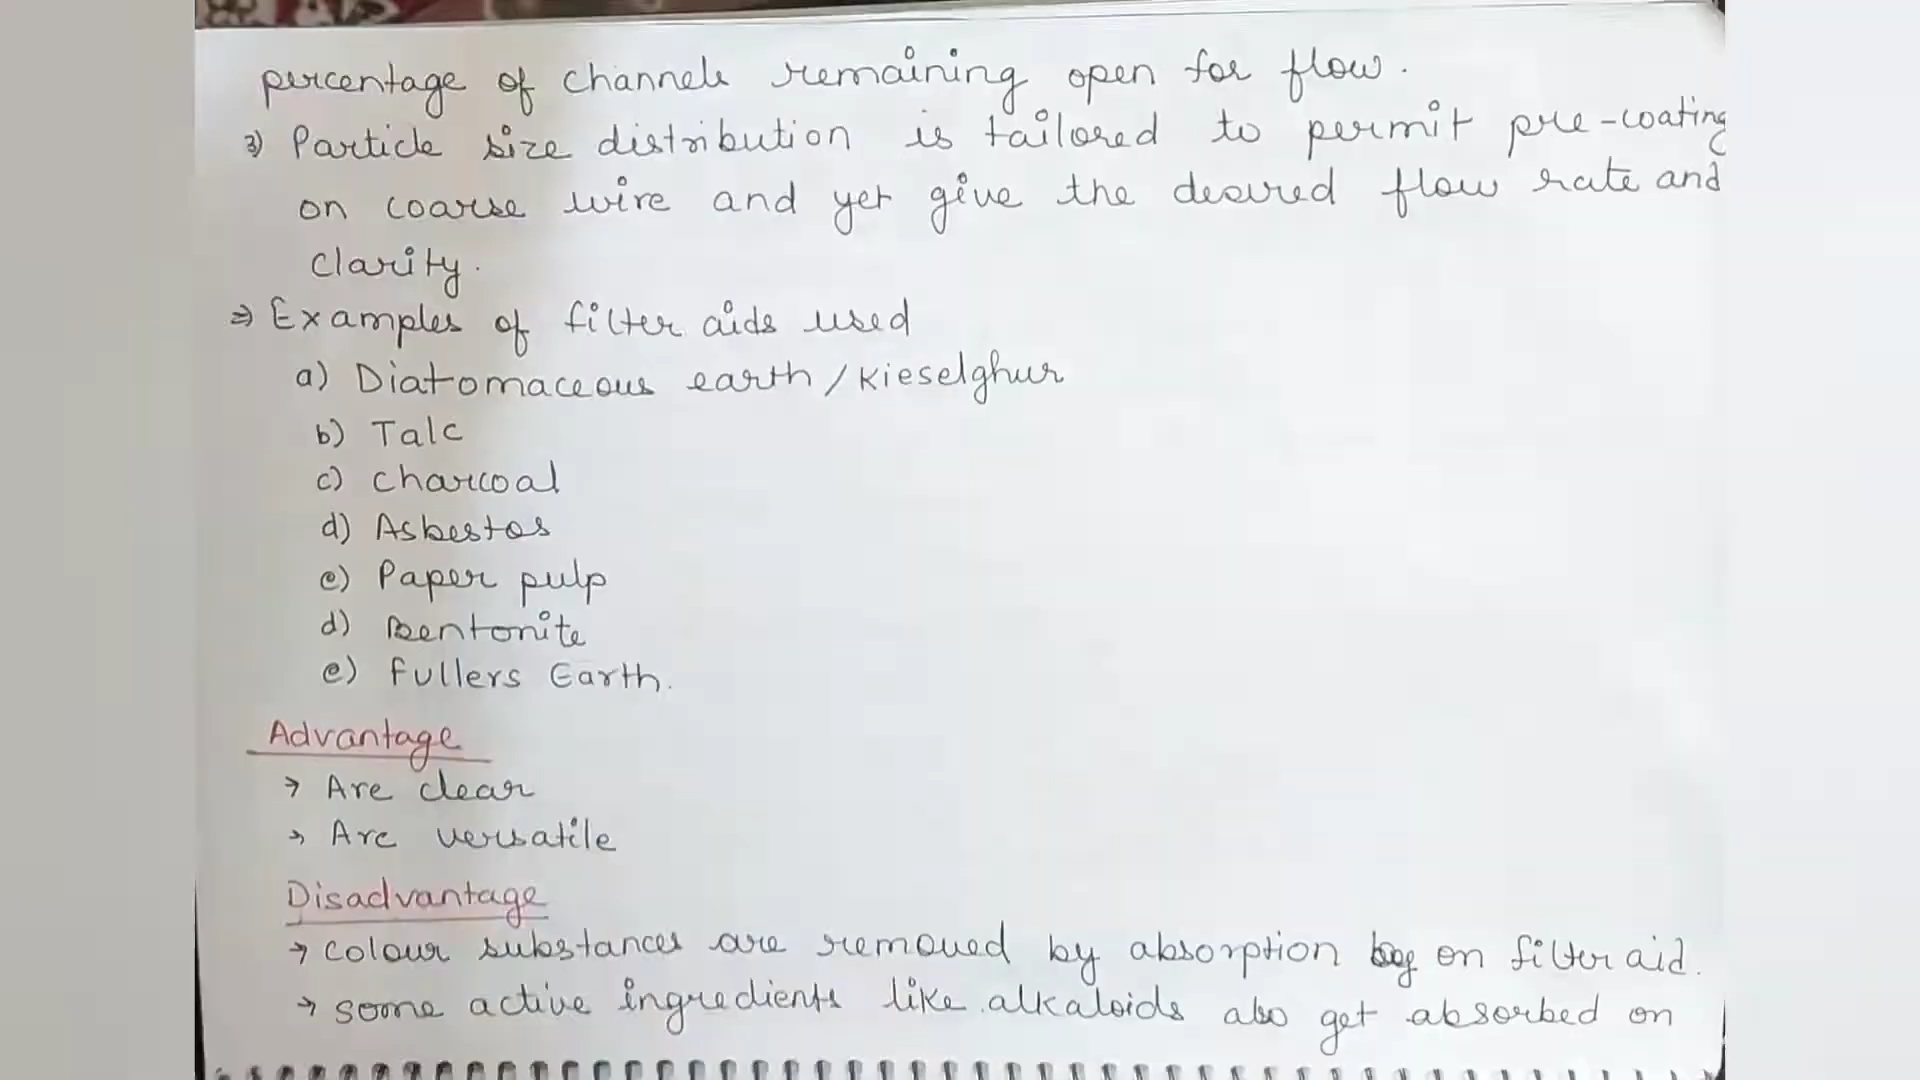 percentage of channels remaining open for flow.
3) Particle size distribution is tailored to permit pre-coating
on coarse wire and yet give the desired flow rate and
clarity.
⇒ Examples of filter aids used
a) Diatomaceous earth / Kieselghur
b) Talc
c) charcoal
d) Asbestos
e) Paper pulp
d) Bentonite
e) fullers Earth.
Advantage
→ Are clear
→ Are versatile
Disadvantage
→ colour substances are removed by absorption on filter aid.
→ some active ingredients like alkaloids also get absorbed on